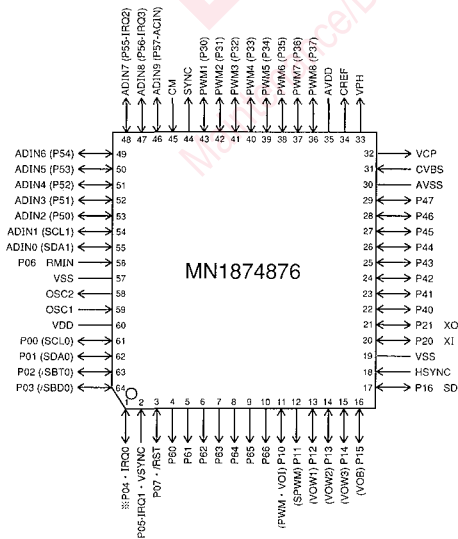 ADIN7 (P55-IRQ2)
ADIN8 (P56-IRQ3)
ADIN9 (P57-ACIN)
CM
SYNC
PWM1 (P30)
PWM2 (P31)
PWM3 (P32)
PWM4 (P33)
PWM5 (P34)
PWM6 (P35)
PWM7 (P36)
PWM8 (P37)
AVDD
CREF
VPH
48 47 46 45 44 43 42 41 40 39 38 37 36 35 34 33
ADIN6 (P54) 49
ADIN5 (P53) 50
ADIN4 (P52) 51
ADIN3 (P51) 52
ADIN2 (P50) 53
ADIN1 (SCL1) 54
ADIN0 (SDA1) 55
P06 RMIN 56
VSS 57
OSC2 58
OSC1 59
VDD 60
P00 (SCL0) 61
P01 (SDA0) 62
P02 (/SBT0) 63
P03 (/SBD0) 64
MN1874876
32 VCP
31 CVBS
30 AVSS
29 P47
28 P46
27 P45
26 P44
25 P43
24 P42
23 P41
22 P40
21 P21 XO
20 P20 XI
19 VSS
18 HSYNC
17 P16 SD
1 2 3 4 5 6 7 8 9 10 11 12 13 14 15 16
※P04・IRQ0
P05-IRQ1・VSYNC
P07・/RST
P60
P61
P62
P63
P64
P65
P66
(PWM・VOI) P10
(SPWM) P11
(VOW1) P12
(VOW2) P13
(VOW3) P14
(VOB) P15